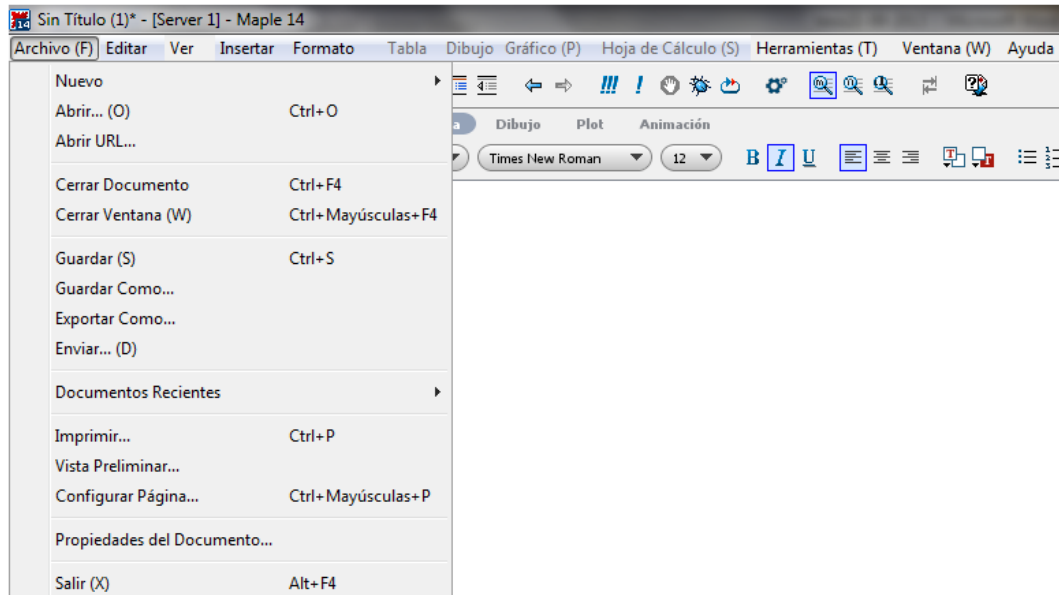 Sin Título (1)* - [Server 1] - Maple 14
Archivo (F) Editar Ver Insertar Formato Tabla Dibujo Gráfico (P) Hoja de Cálculo (S) Herramientas (T) Ventana (W) Ayuda
Nuevo
Abrir... (O) Ctrl+O
Abrir URL...
Dibujo Plot Animación
Times New Roman 12 B I U
Cerrar Documento Ctrl+F4
Cerrar Ventana (W) Ctrl+Mayúsculas+F4
Guardar (S) Ctrl+S
Guardar Como...
Exportar Como...
Enviar... (D)
Documentos Recientes
Imprimir... Ctrl+P
Vista Preliminar...
Configurar Página... Ctrl+Mayúsculas+P
Propiedades del Documento...
Salir (X) Alt+F4